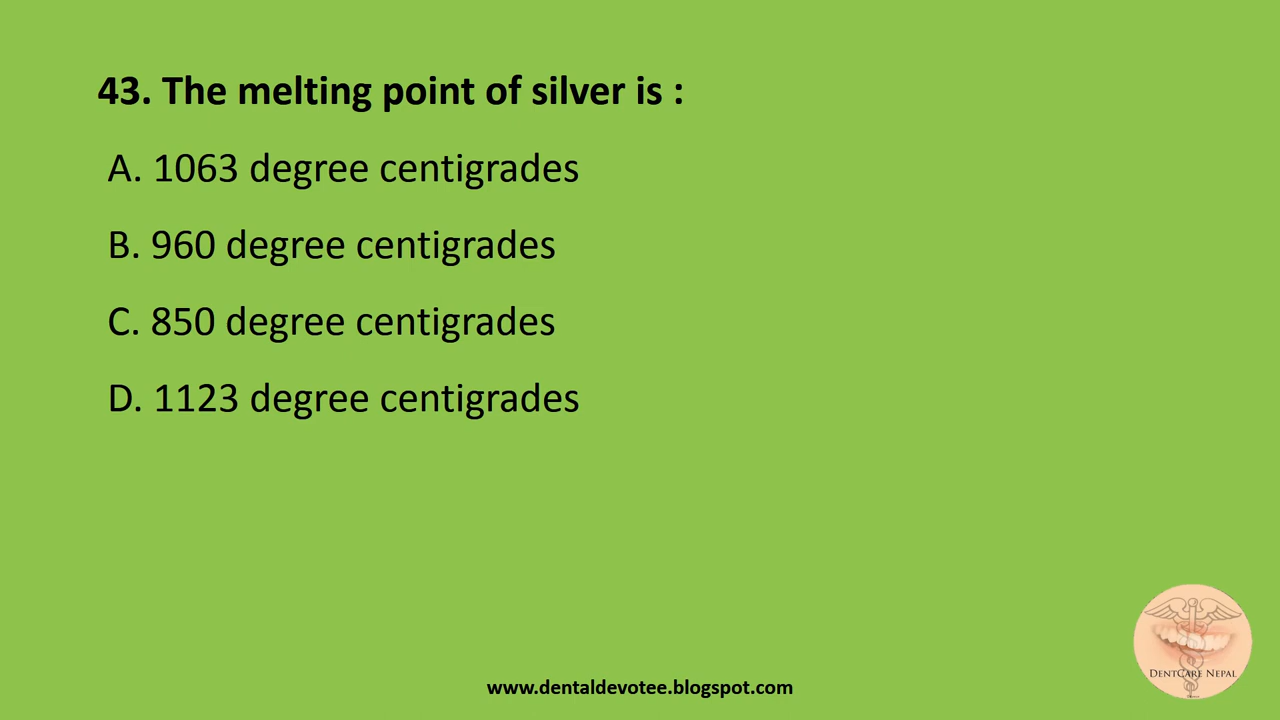 43. The melting point of silver is :
A. 1063 degree centigrades
B. 960 degree centigrades
C. 850 degree centigrades
D. 1123 degree centigrades
DentCare Nepal
www.dentaldevotee.blogspot.com